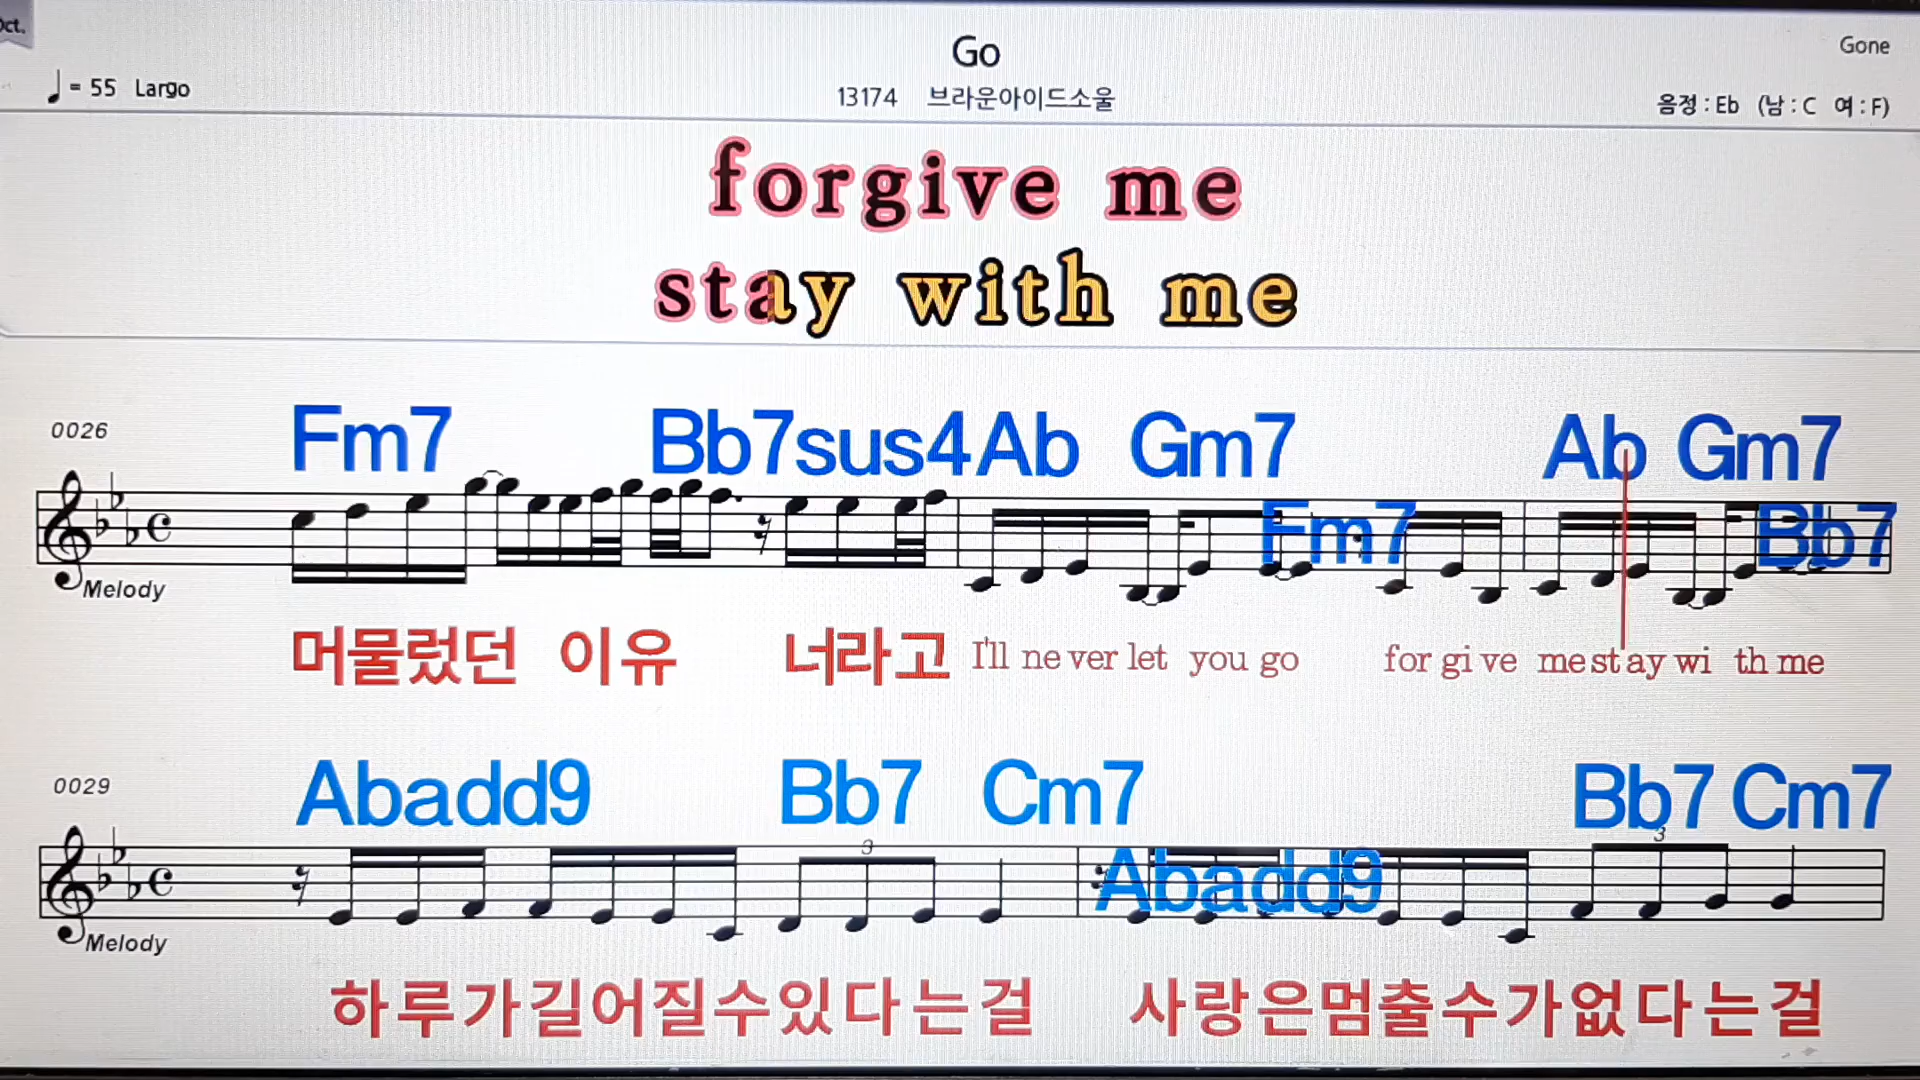 Oct.
Go
Gone
= 55 Largo
13174 브라운아이드소울
음정 : Eb (남 : C 여 : F)
forgive me
stay with me
0026
Fm7 Bb7sus4 Ab Gm7 Ab Gm7
Fm7 Bb7
Melody
머물렀던 이유 너라고 I'll ne ver let you go for gi ve me st ay wi th me
0029
Abadd9 Bb7 Cm7 Bb7 Cm7
3 3
Abadd9
Melody
하루가길어질수있다는걸 사랑은멈출수가없다는걸